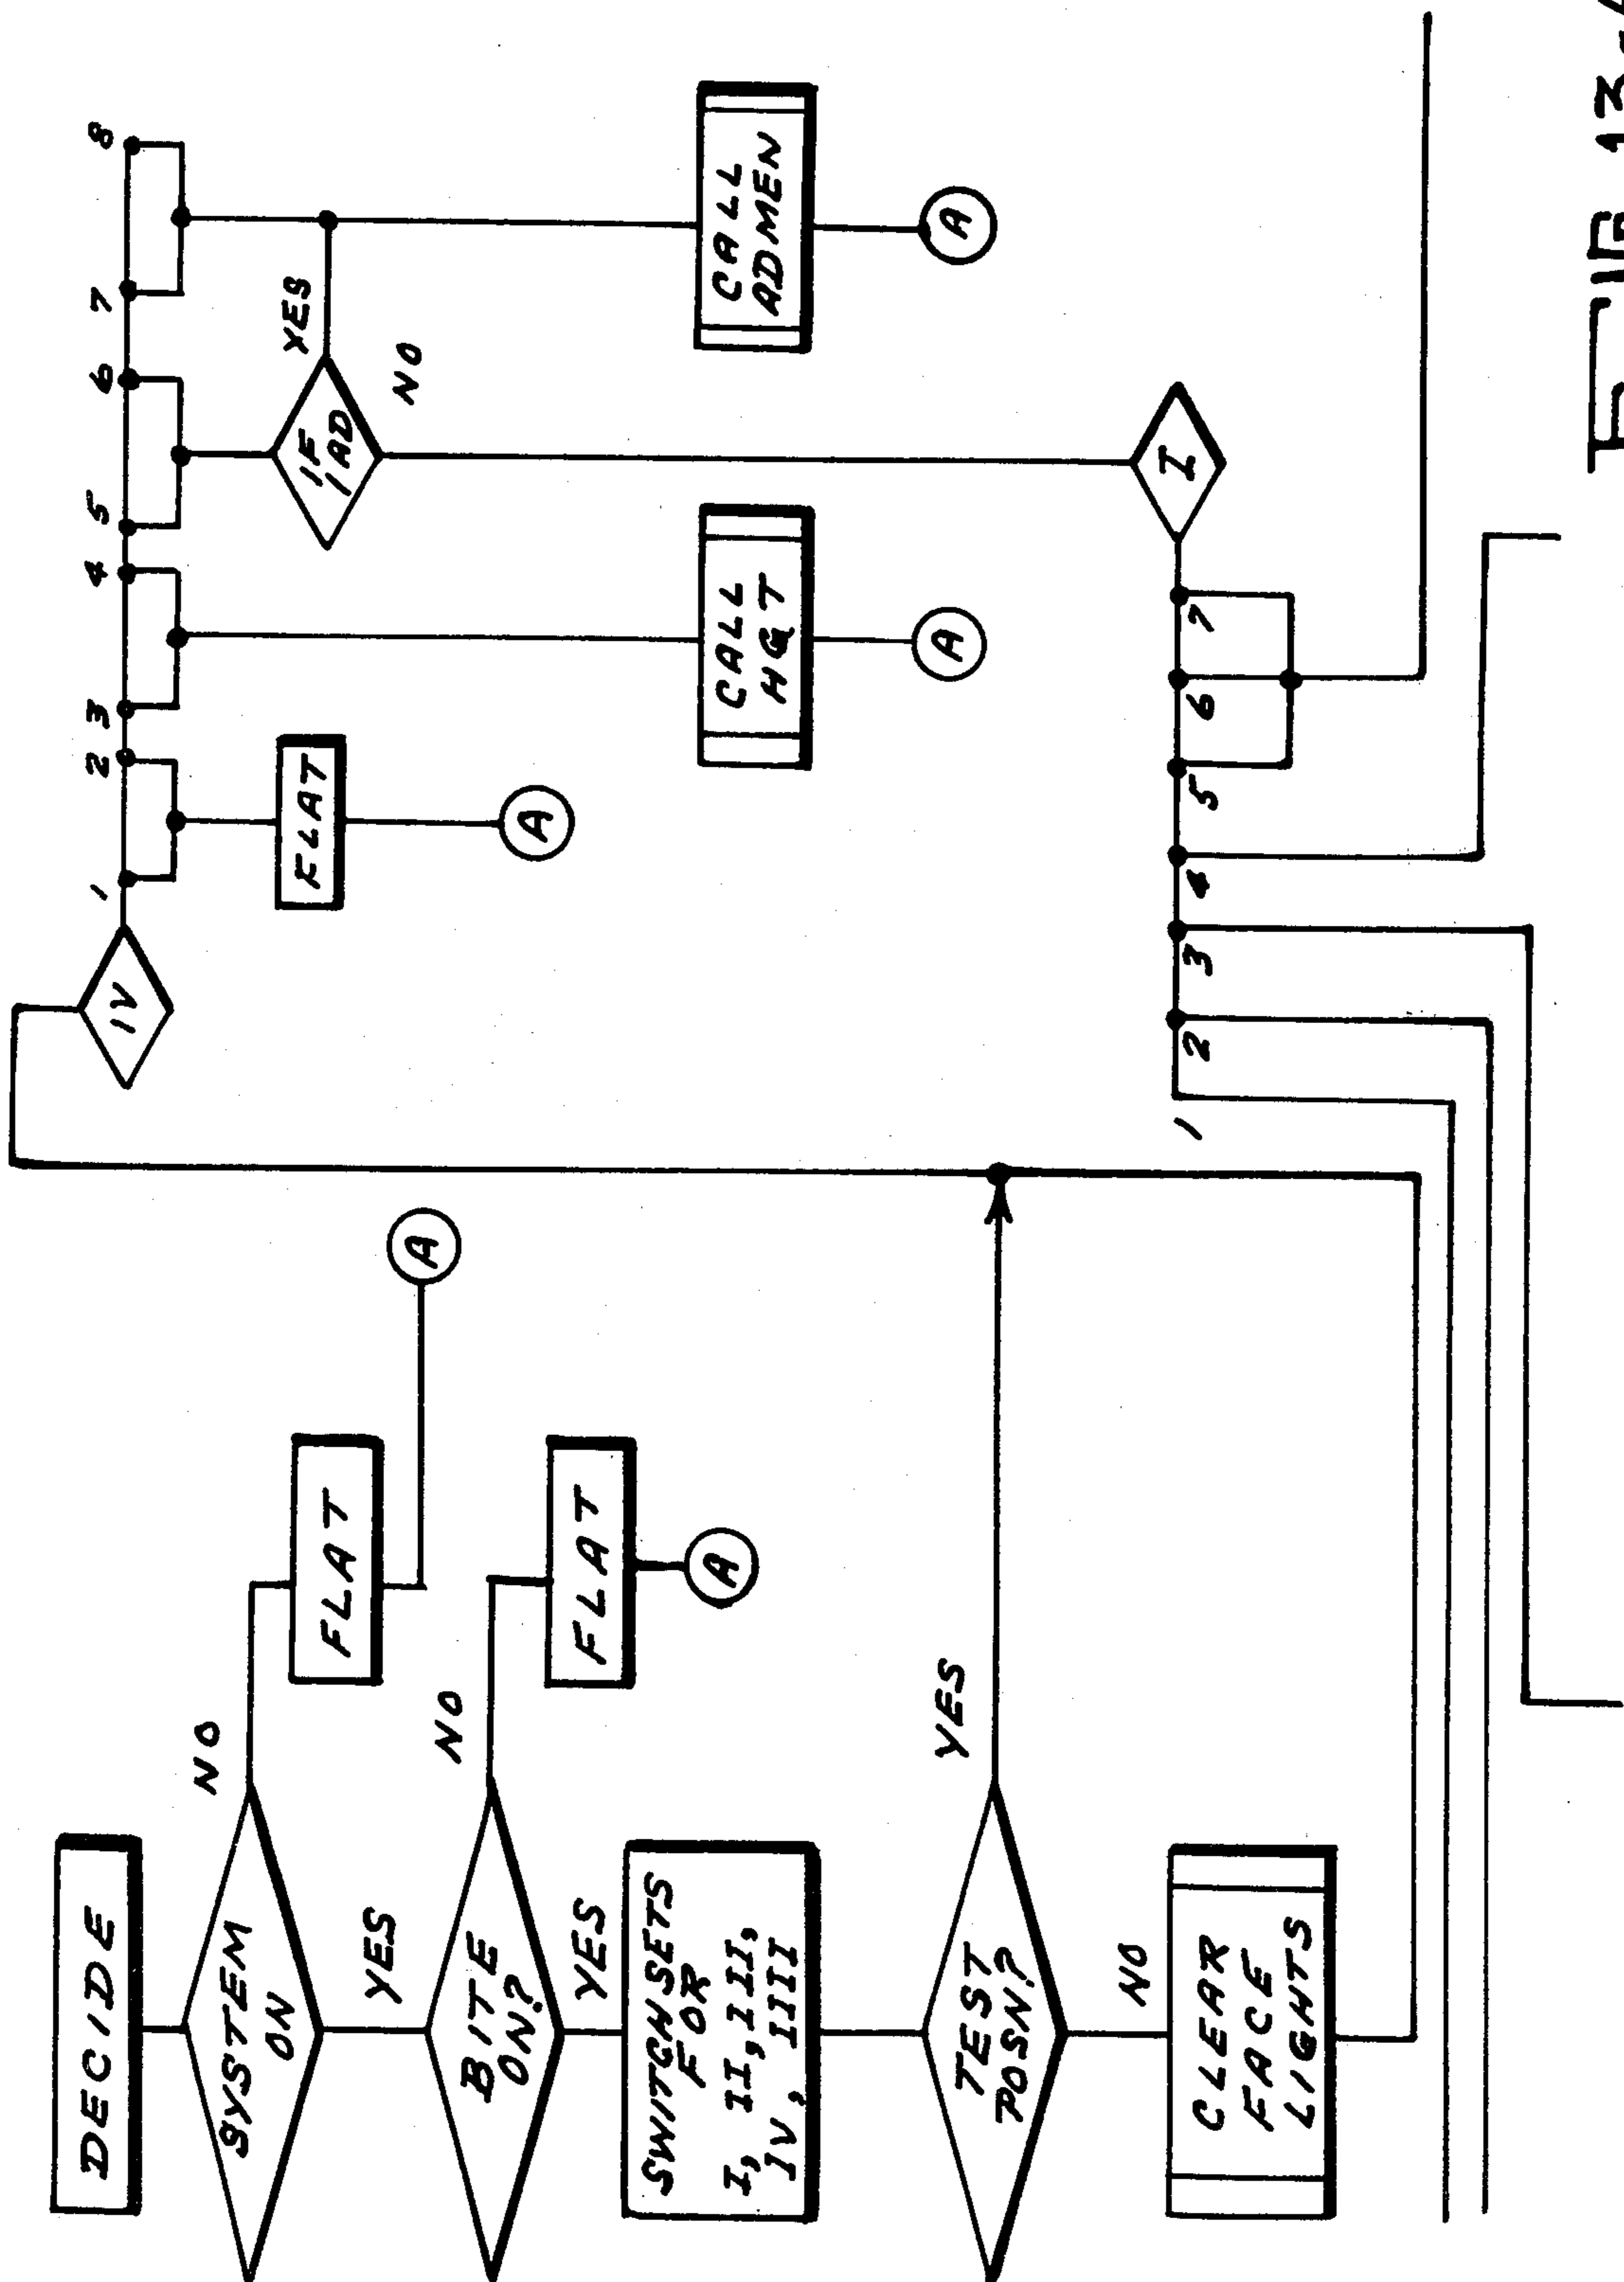 DECIDE
SYSTEM
ON
NO
FLAT
A
YES
BITE
ON?
NO
FLAT
A
YES
SWITCH SETS
FOR
I, II, III,
IV, IIII
TEST
POSN?
YES
NO
CLEAR
FACE
LIGHTS
IV
1 2 3 4 5 6 7 8
FLAT
A
CALL
HGT
A
IF
IAD
YES
NO
CALL
ADMEN
A
I
1 2 3 4 5 6 7